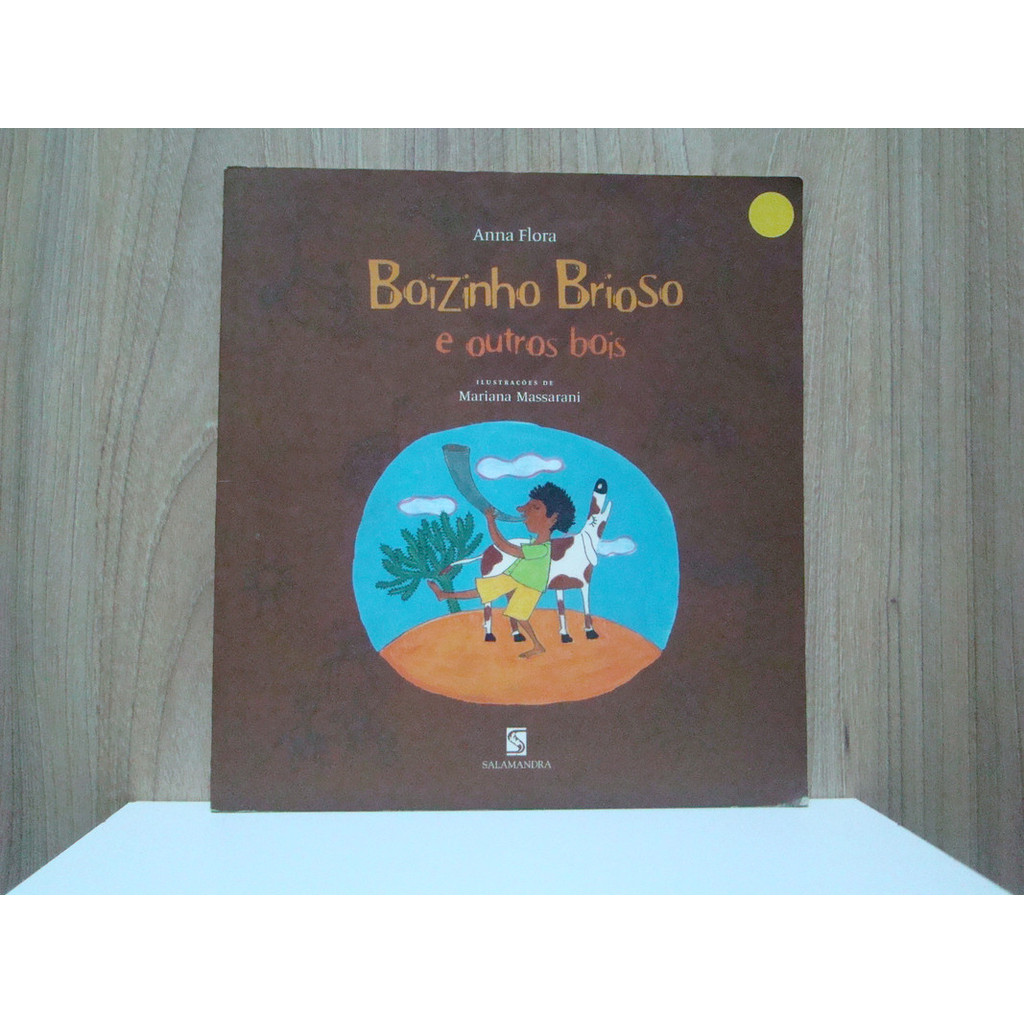 Anna Flora
Boizinho Brioso
e outros bois
ILUSTRAÇÕES DE
Mariana Massarani
SALAMANDRA